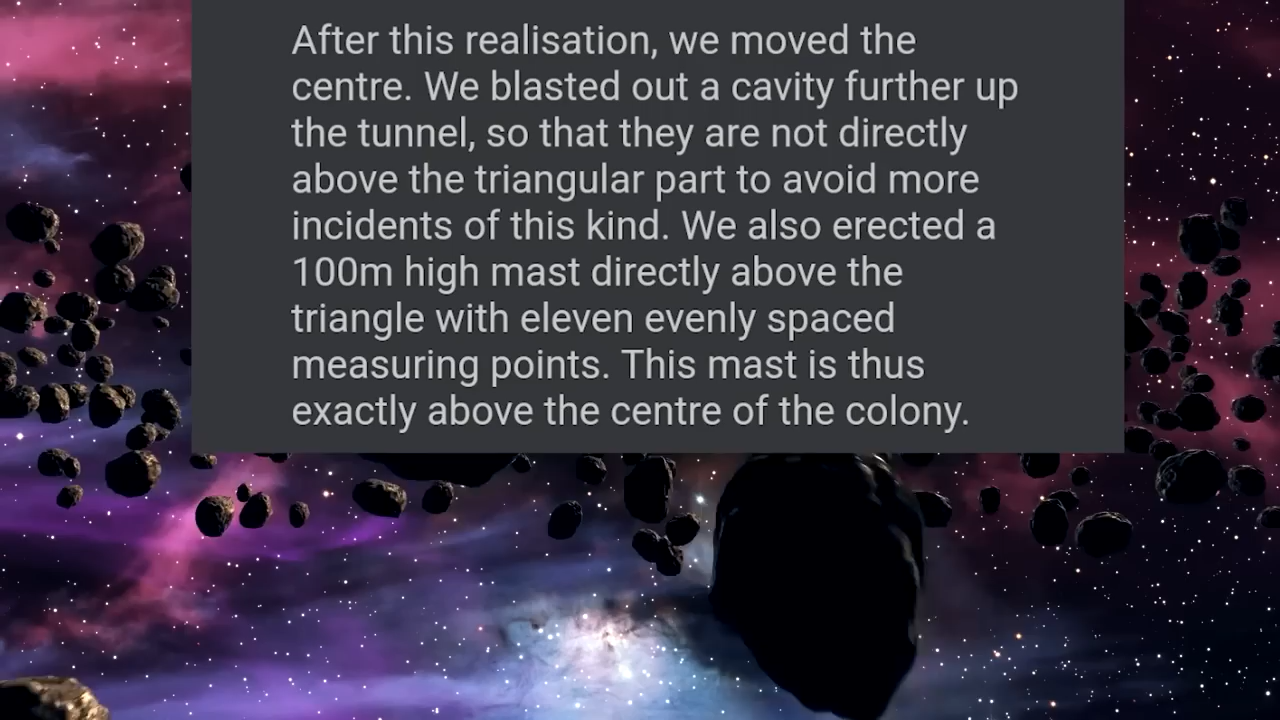 After this realisation, we moved the
centre. We blasted out a cavity further up
the tunnel, so that they are not directly
above the triangular part to avoid more
incidents of this kind. We also erected a
100m high mast directly above the
triangle with eleven evenly spaced
measuring points. This mast is thus
exactly above the centre of the colony.